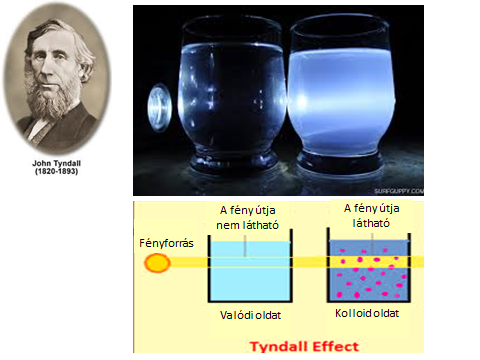 John Tyndall
(1820-1893)
SURFGUPPY.COM
A fény útja
nem látható
A fény útja
látható
Fényforrás
Valódi oldat
Kolloid oldat
Tyndall Effect